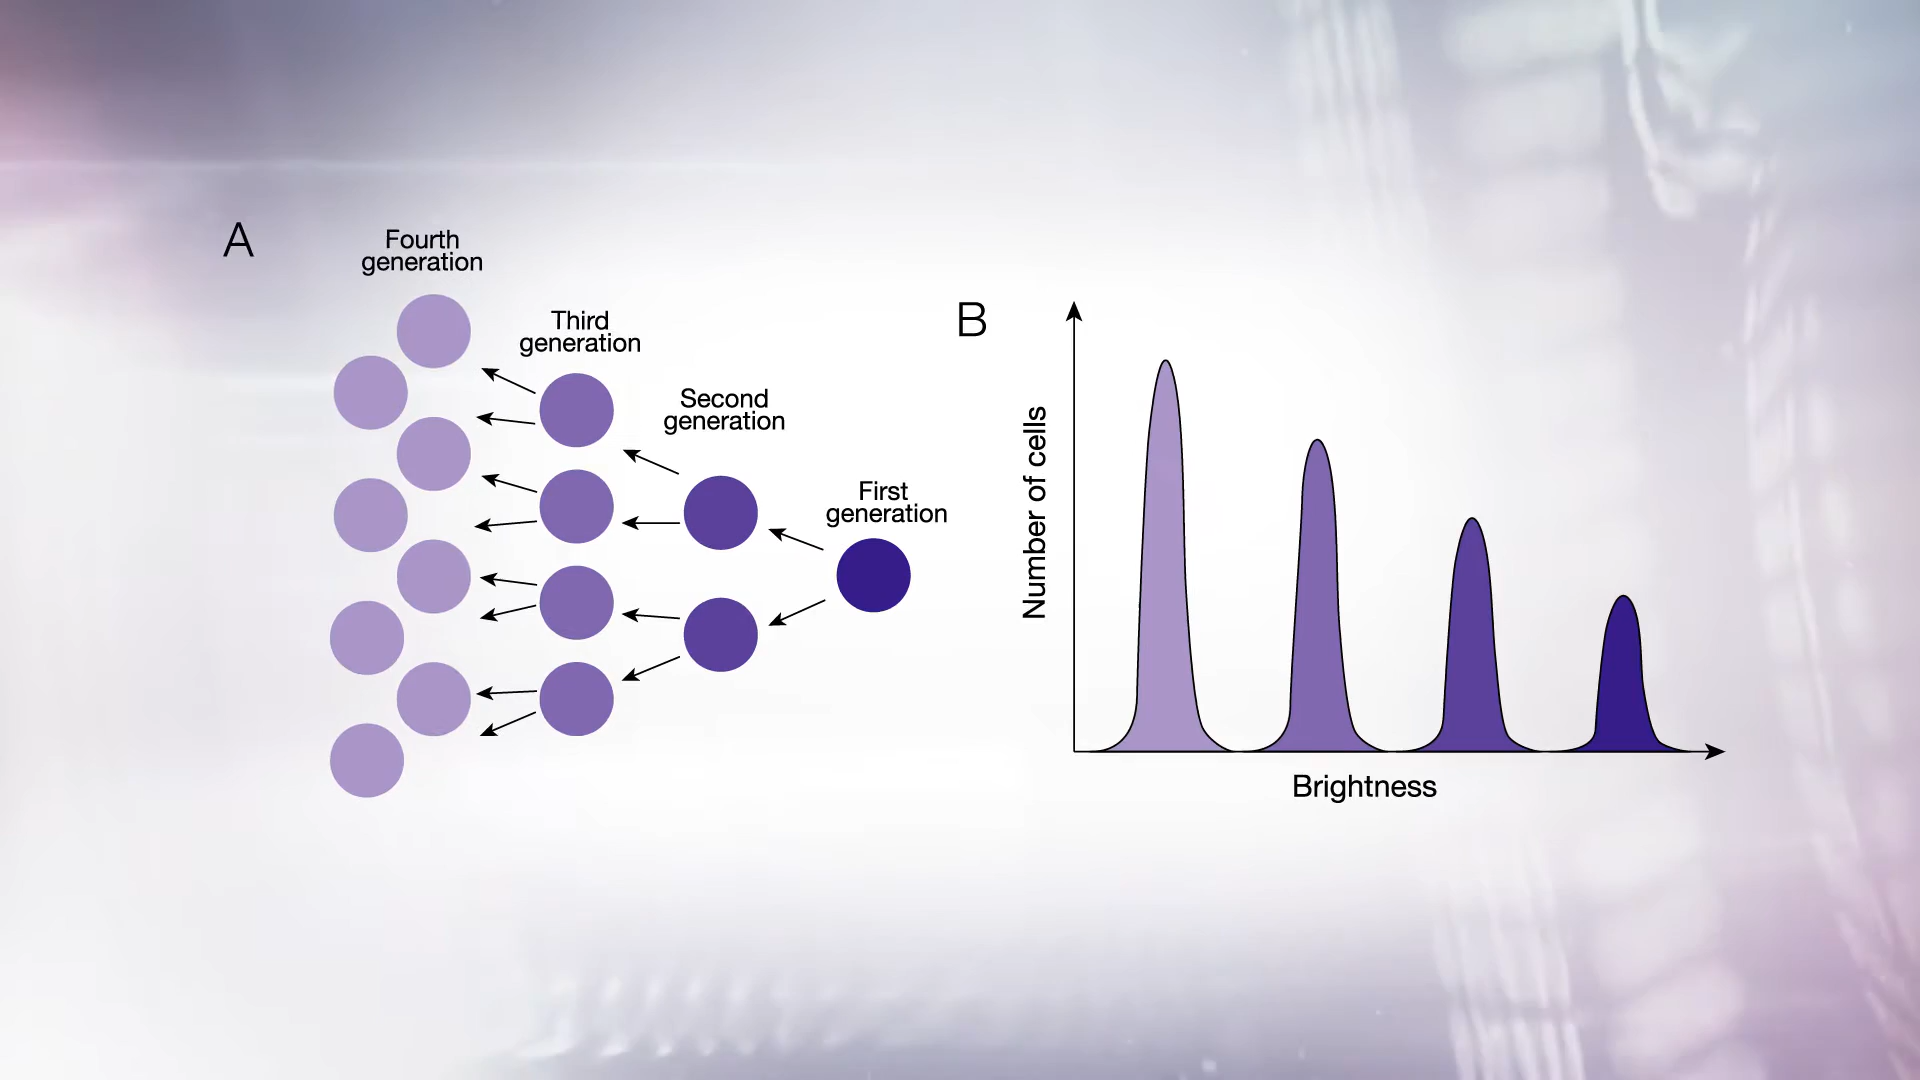 A
Fourth
generation
Third
generation
Second
generation
First
generation
B
Number of cells
Brightness